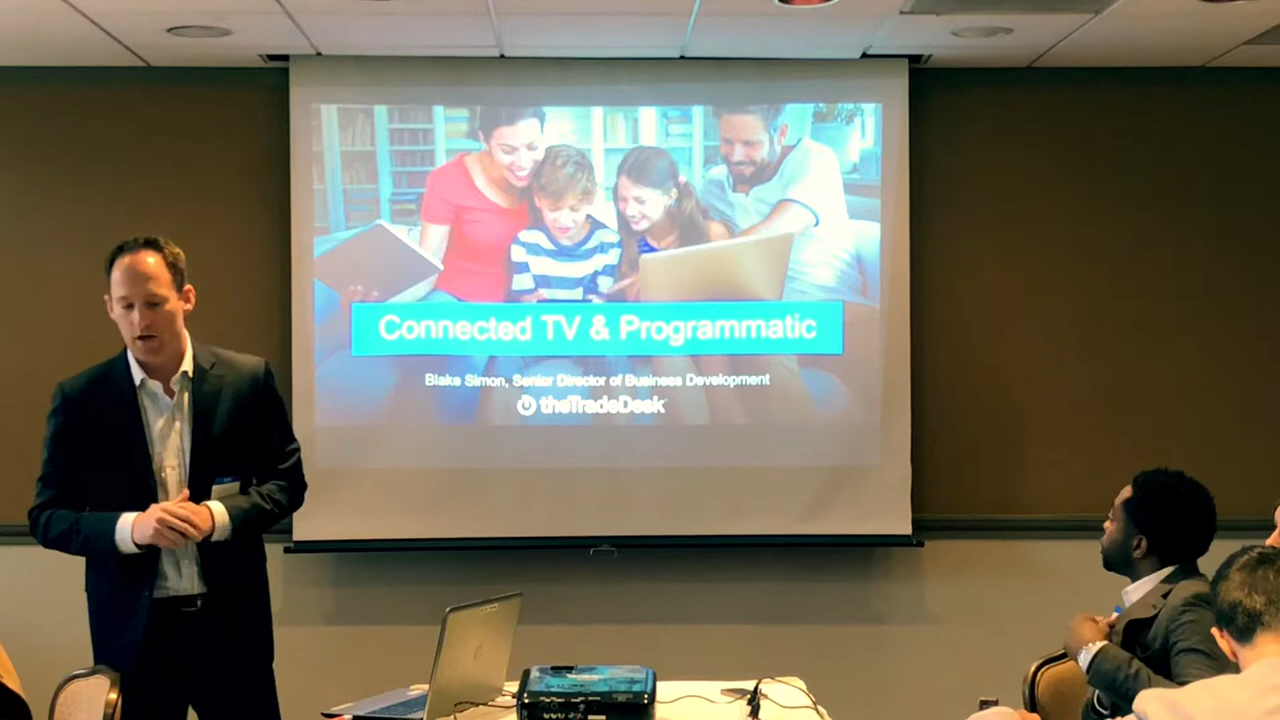 Connected TV & Programmatic
Blake Simon, Senior Director of Business Development
theTradeDesk